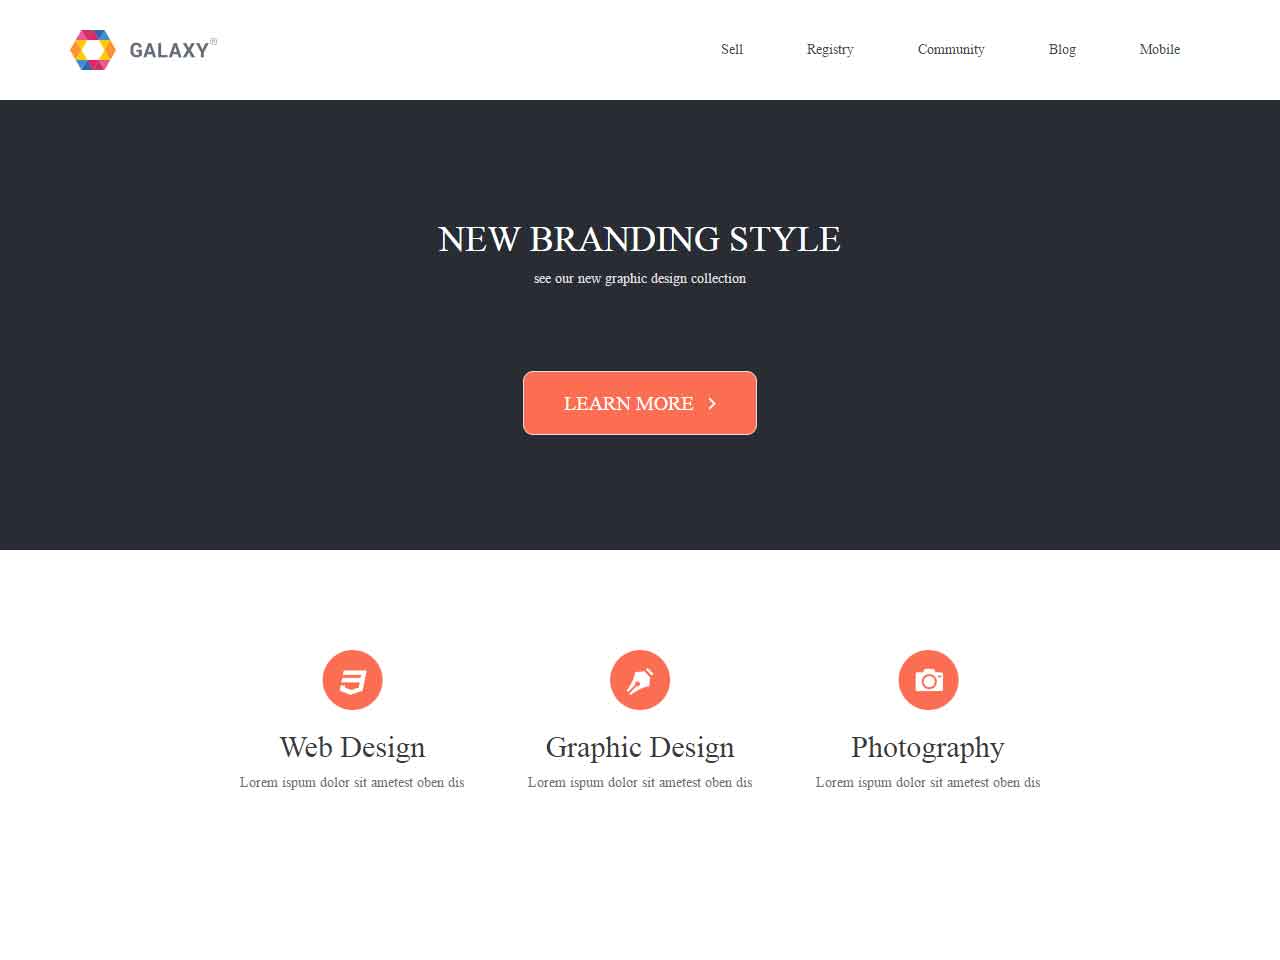 GALAXY®
Sell Registry Community Blog Mobile
NEW BRANDING STYLE
see our new graphic design collection
LEARN MORE
Web Design Graphic Design Photography
Lorem ispum dolor sit ametest oben dis Lorem ispum dolor sit ametest oben dis Lorem ispum dolor sit ametest oben dis